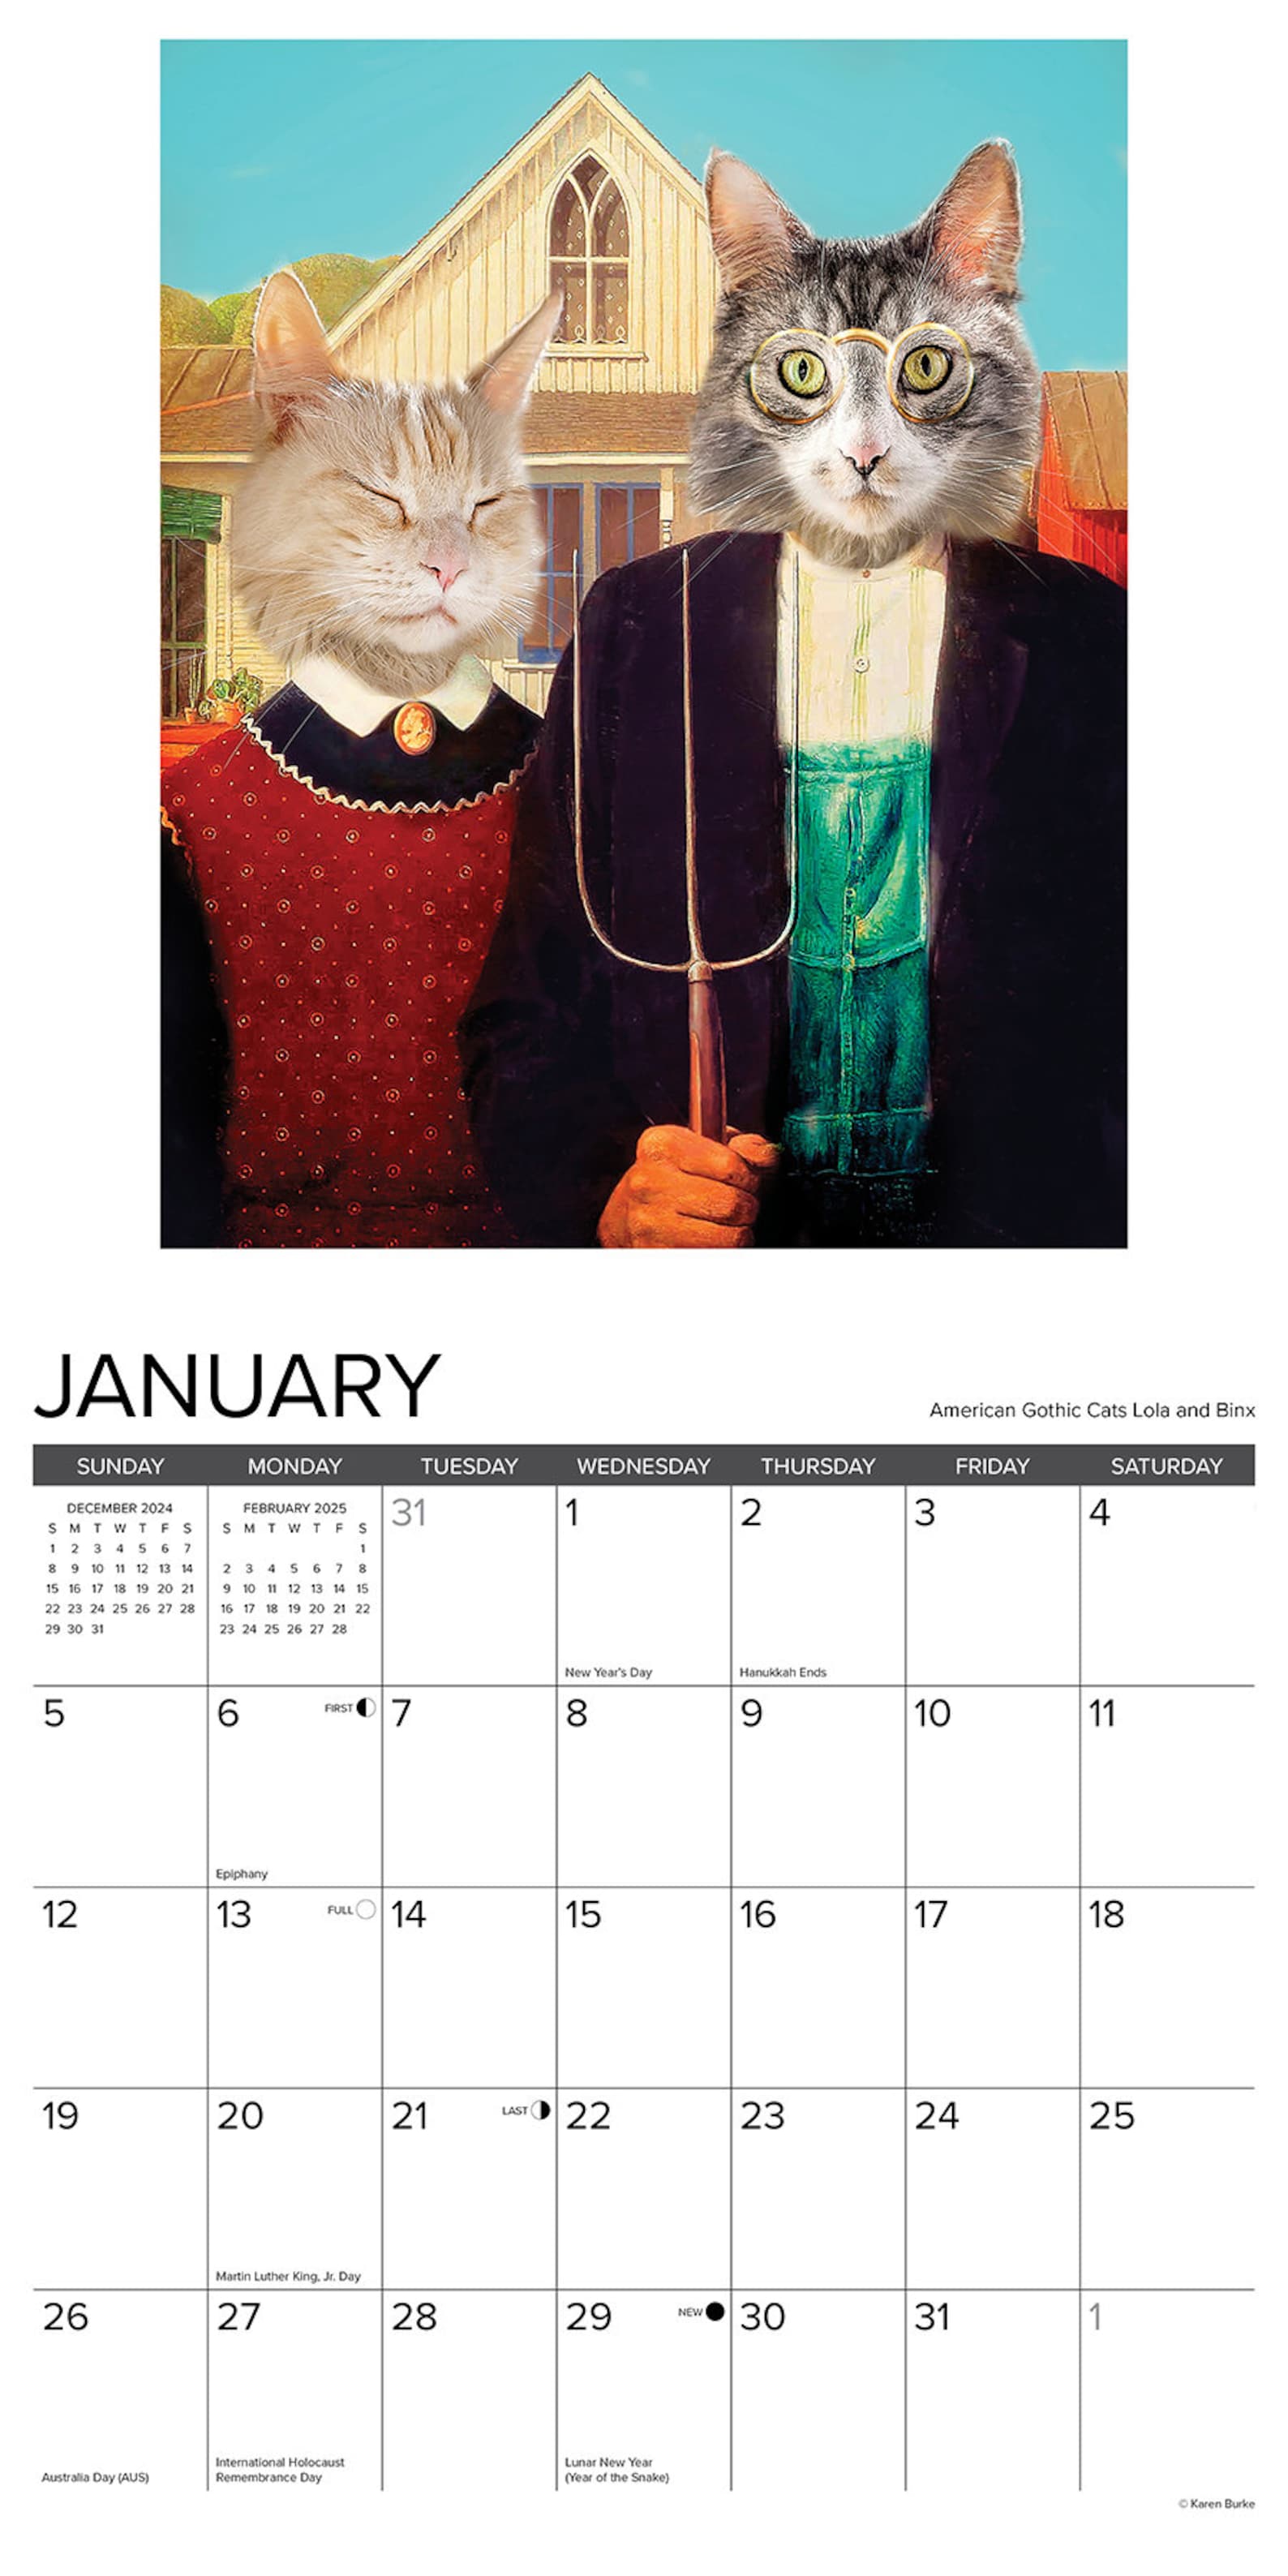 JANUARY
American Gothic Cats Lola and Binx
SUNDAY MONDAY TUESDAY WEDNESDAY THURSDAY FRIDAY SATURDAY
DECEMBER 2024
S M T W T F S
1 2 3 4 5 6 7
8 9 10 11 12 13 14
15 16 17 18 19 20 21
22 23 24 25 26 27 28
29 30 31
FEBRUARY 2025
S M T W T F S
1
2 3 4 5 6 7 8
9 10 11 12 13 14 15
16 17 18 19 20 21 22
23 24 25 26 27 28
31 1 2 3 4
New Year's Day Hanukkah Ends
5 6 FIRST 7 8 9 10 11
Epiphany
12 13 FULL 14 15 16 17 18
19 20 21 LAST 22 23 24 25
Martin Luther King, Jr. Day
26 27 28 29 NEW 30 31 1
Australia Day (AUS)
International Holocaust
Remembrance Day
Lunar New Year
(Year of the Snake)
© Karen Burke